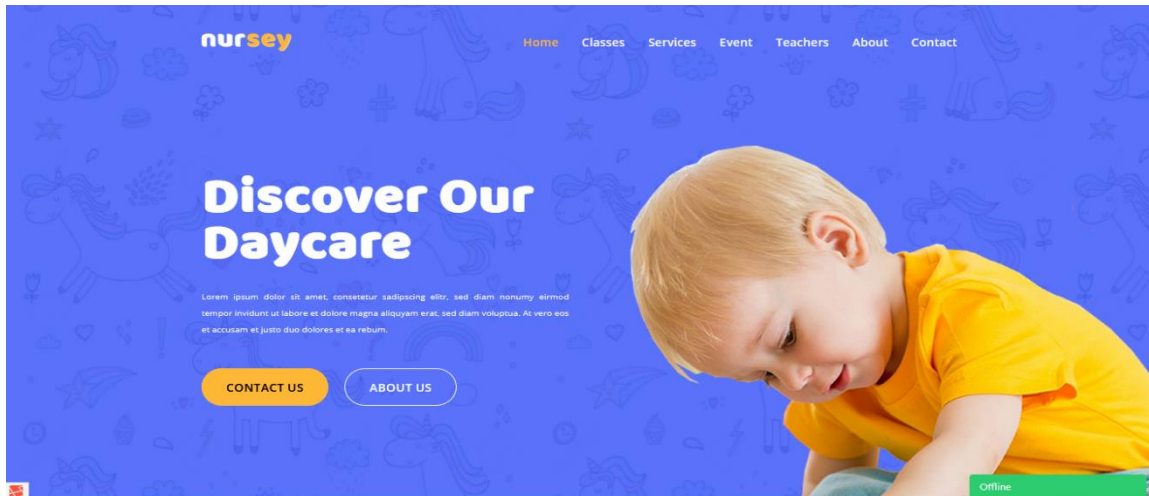 nursey
Home Classes Services Event Teachers About Contact
Discover Our
Daycare
Lorem ipsum dolor sit amet, consetetur sadipscing elitr, sed diam nonumy eirmod
tempor invidunt ut labore et dolore magna aliquyam erat, sed diam voluptua. At vero eos
et accusam et justo duo dolores et ea rebum.
CONTACT US ABOUT US
Offline